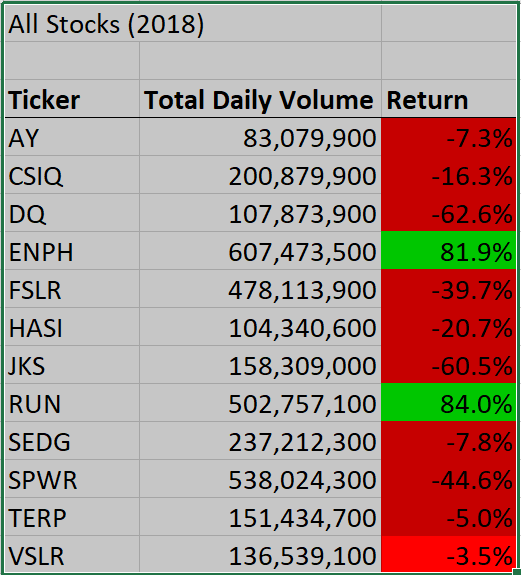 All Stocks (2018)
Ticker Total Daily Volume Return
AY 83,079,900 -7.3%
CSIQ 200,879,900 -16.3%
DQ 107,873,900 -62.6%
ENPH 607,473,500 81.9%
FSLR 478,113,900 -39.7%
HASI 104,340,600 -20.7%
JKS 158,309,000 -60.5%
RUN 502,757,100 84.0%
SEDG 237,212,300 -7.8%
SPWR 538,024,300 -44.6%
TERP 151,434,700 -5.0%
VSLR 136,539,100 -3.5%